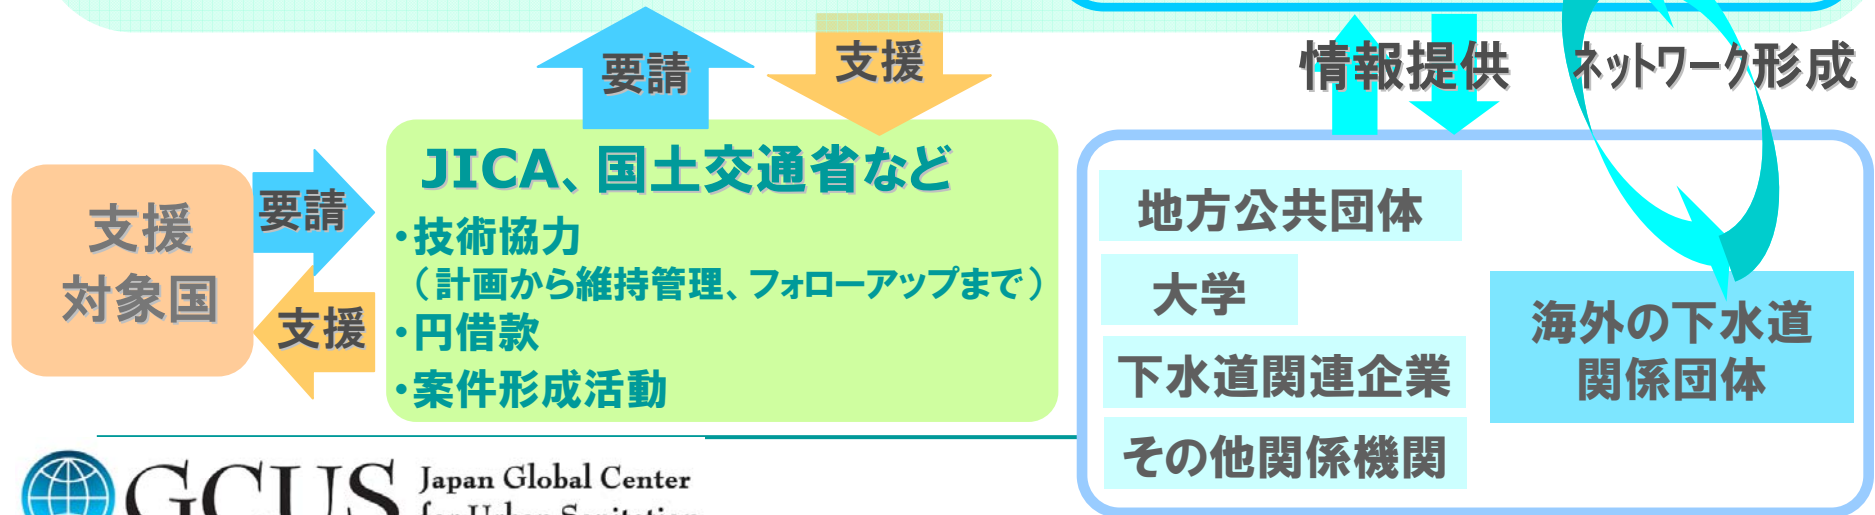 要請
支援
情報提供
ネットワーク形成
支援
対象国
要請
支援
JICA、国土交通省など
・技術協力
（計画から維持管理、フォローアップまで）
・円借款
・案件形成活動
地方公共団体
大学
下水道関連企業
その他関係機関
海外の下水道
関係団体
GCUS
Japan Global Center
for Urban Sanitation